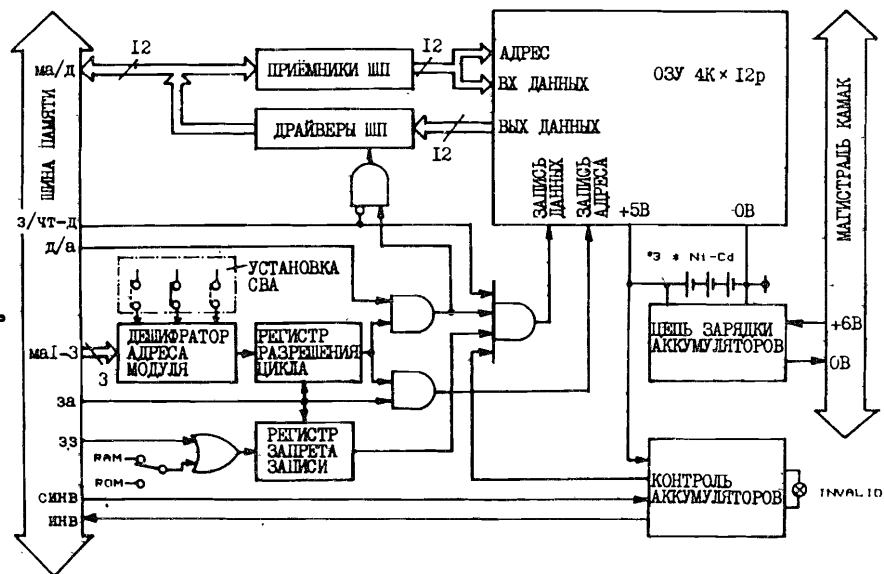 I2
I2
ма/д
ПРИЁМНИКИ ШП
АДРЕС
ВХ ДАННЫХ
ОЗУ 4К × I2р
ДРАЙВЕРЫ ШП
I2
ВЫХ ДАННЫХ
ШИНА ПАМЯТИ
МАГИСТРАЛЬ КАМАК
ЗАПИСЬ
ДАННЫХ
ЗАПИСЬ
АДРЕСА
+5В
-0В
з/чт-д
д/а
УСТАНОВКА
СВА
*3 * Ni-Cd
ЦЕПЬ ЗАРЯДКИ
АККУМУЛЯТОРОВ
+6В
0В
маI-3
3
ДЕШИФРАТОР
АДРЕСА
МОДУЛЯ
РЕГИСТР
РАЗРЕШЕНИЯ
ЦИКЛА
за
зз
RAM
ROM
РЕГИСТР
ЗАПРЕТА
ЗАПИСИ
КОНТРОЛЬ
АККУМУЛЯТОРОВ
INVALID
синв
инв